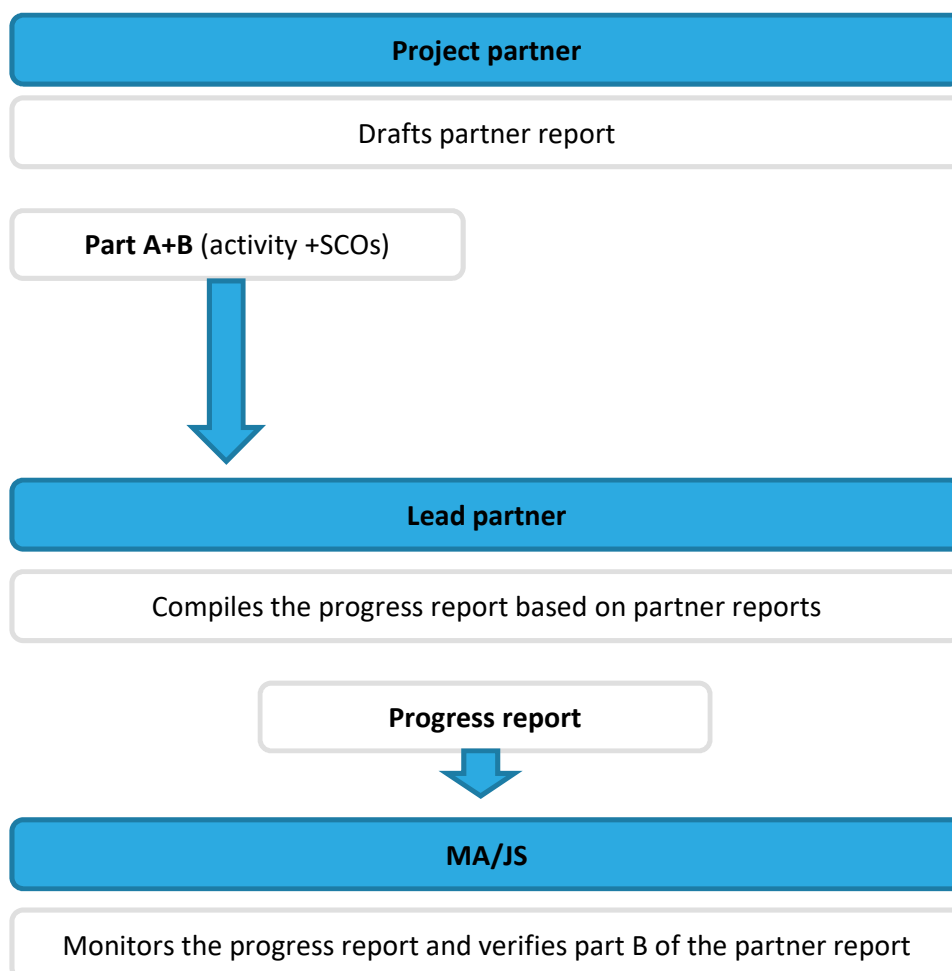 Project partner
Drafts partner report
Part A+B (activity +SCOs)
Lead partner
Compiles the progress report based on partner reports
Progress report
MA/JS
Monitors the progress report and verifies part B of the partner report